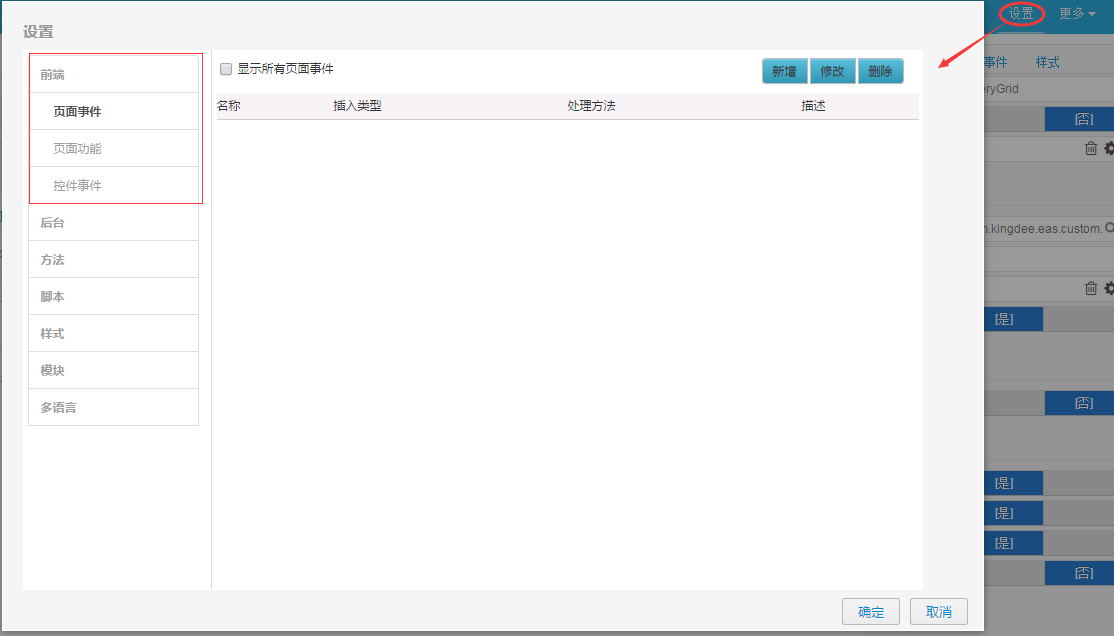 设置
设置 更多
前端
页面事件
页面功能
控件事件
后台
方法
脚本
样式
模块
多语言
显示所有页面事件
新增 修改 删除
名称 插入类型 处理方法 描述
确定 取消
事件 样式
eryGrid
[否]
.kingdee.eas.custom.
[是]
[否]
[是]
[是]
[是]
[否]